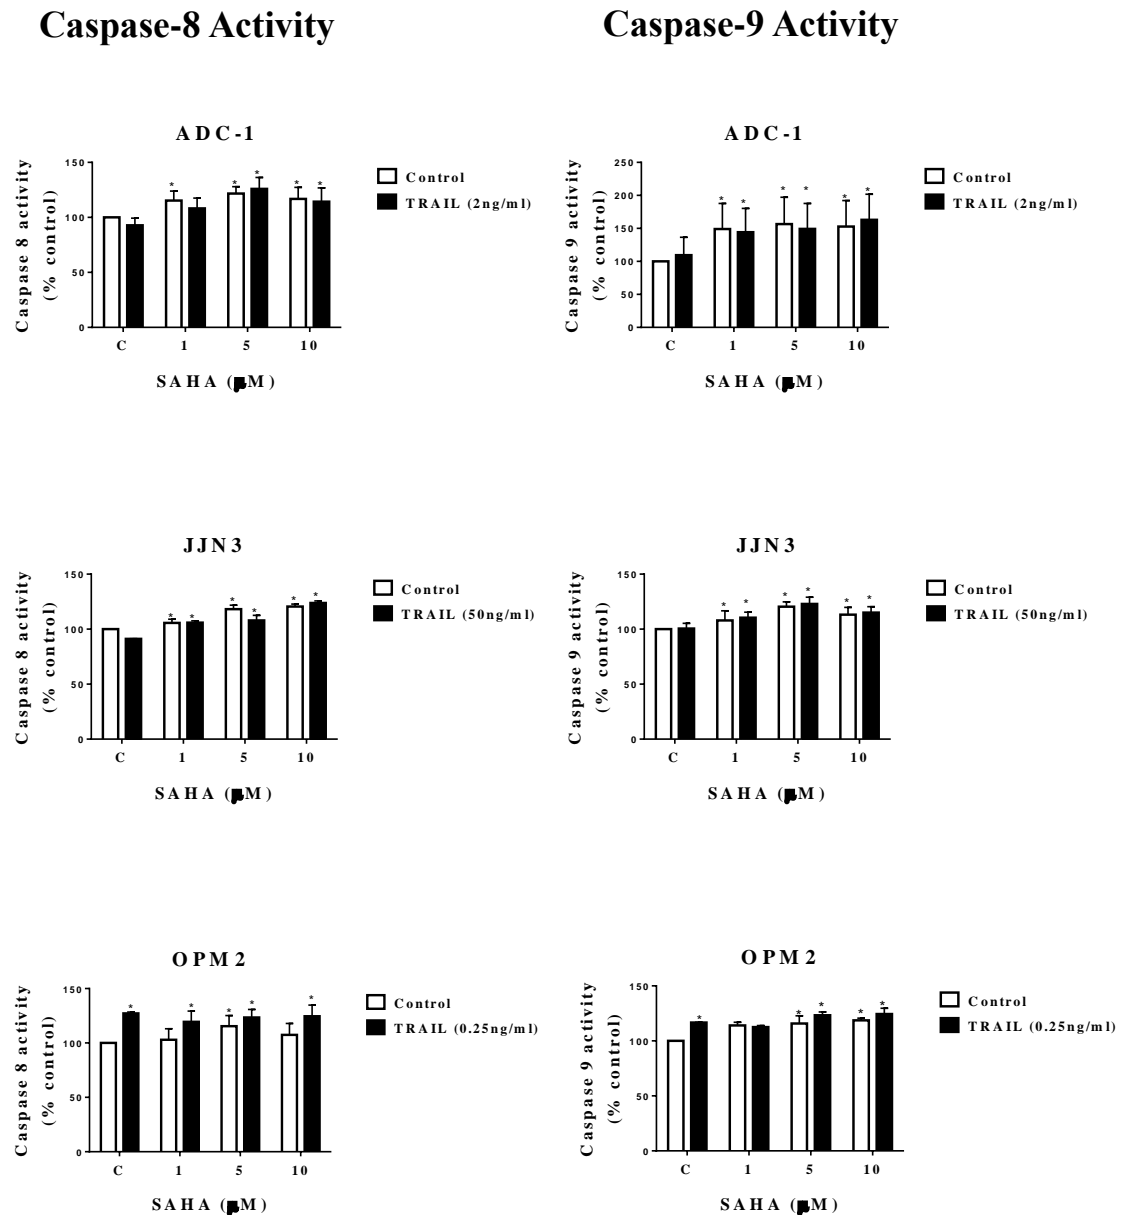 Caspase-8 Activity
Caspase-9 Activity
ADC-1
Caspase 8 activity
(% control)
150
100
50
0
* * * * *
C 1 5 10
SAHA (μM)
Control
TRAIL (2ng/ml)
ADC-1
Caspase 9 activity
(% control)
250
200
150
100
50
0
* * * * * *
C 1 5 10
SAHA (μM)
Control
TRAIL (2ng/ml)
JJN3
Caspase 8 activity
(% control)
150
100
50
0
* * * * * *
C 1 5 10
SAHA (μM)
Control
TRAIL (50ng/ml)
JJN3
Caspase 9 activity
(% control)
150
100
50
0
* * * * * *
C 1 5 10
SAHA (μM)
Control
TRAIL (50ng/ml)
OPM2
Caspase 8 activity
(% control)
150
100
50
0
* * * * *
C 1 5 10
SAHA (μM)
Control
TRAIL (0.25ng/ml)
OPM2
Caspase 9 activity
(% control)
150
100
50
0
* * * * *
C 1 5 10
SAHA (μM)
Control
TRAIL (0.25ng/ml)